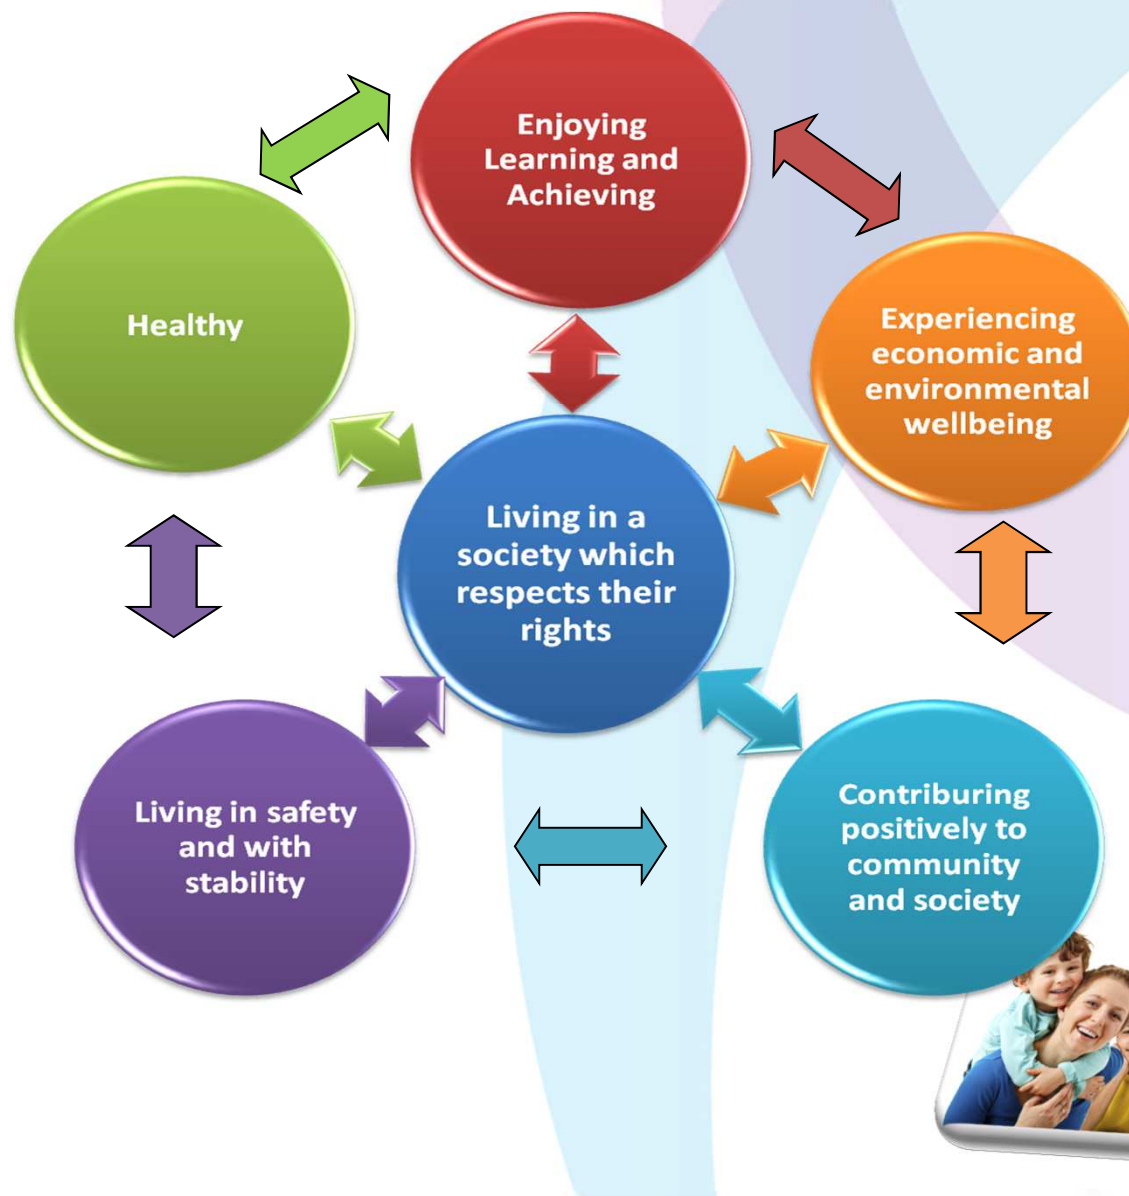 Enjoying
Learning and
Achieving
Healthy
Experiencing
economic and
environmental
wellbeing
Living in a
society which
respects their
rights
Living in safety
and with
stability
Contriburing
positively to
community
and society